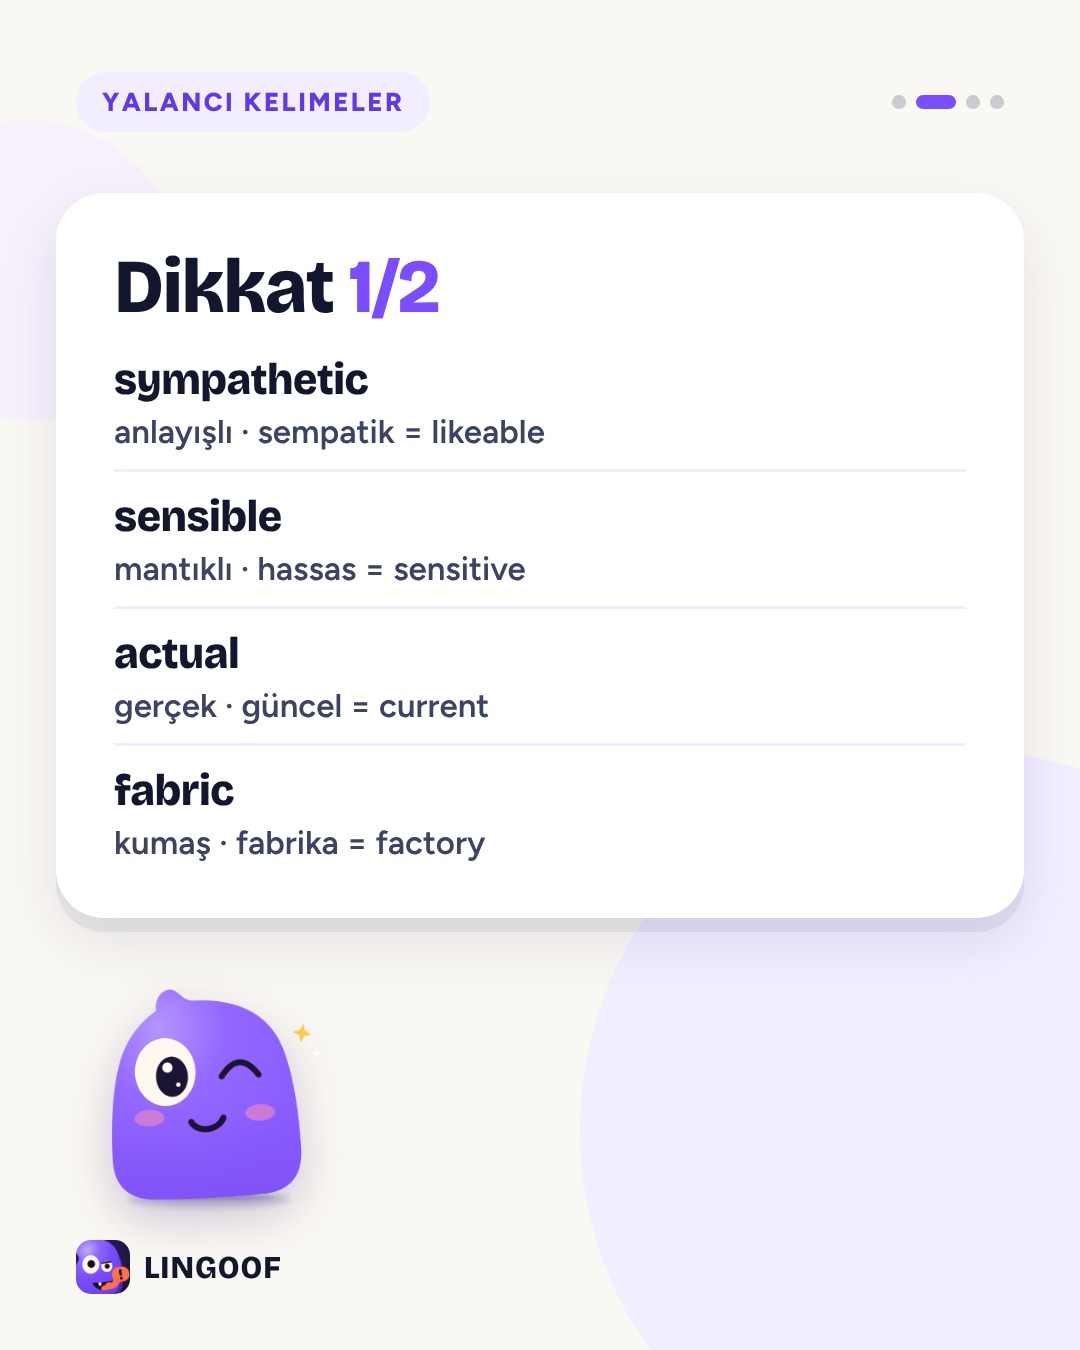 YALANCI KELIMELER
Dikkat 1/2
sympathetic
anlayışlı · sempatik = likeable
sensible
mantıklı · hassas = sensitive
actual
gerçek · güncel = current
fabric
kumaş · fabrika = factory
LINGOOF